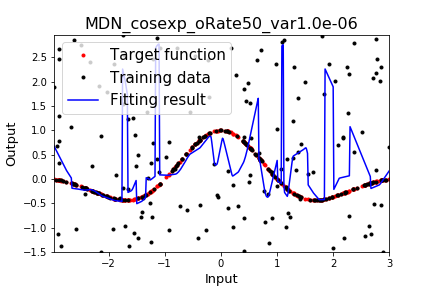 MDN_cosexp_oRate50_var1.0e-06
Target function
Training data
Fitting result
Output
2.5
2.0
1.5
1.0
0.5
0.0
−0.5
−1.0
−1.5
−2
−1
0
1
2
3
Input